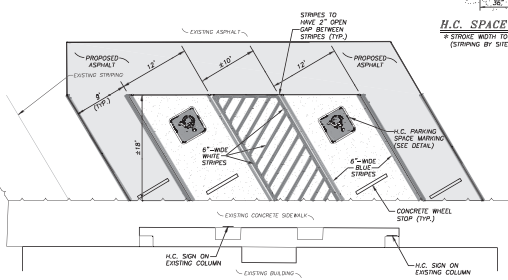 36"
H.C. SPACE
* STROKE WIDTH TO
(STRIPING BY SITE
STRIPES TO
HAVE 2" OPEN
GAP BETWEEN
STRIPES (TYP.)
EXISTING ASPHALT
PROPOSED
ASPHALT
12'
±10'
12'
PROPOSED
ASPHALT
EXISTING STRIPING
9'
(TYP.)
±18'
6"-WIDE
WHITE
STRIPES
H.C. PARKING
SPACE MARKING
(SEE DETAIL)
6"-WIDE
BLUE
STRIPES
CONCRETE WHEEL
STOP (TYP.)
EXISTING CONCRETE SIDEWALK
H.C. SIGN ON
EXISTING COLUMN
H.C. SIGN ON
EXISTING COLUMN
EXISTING BUILDING